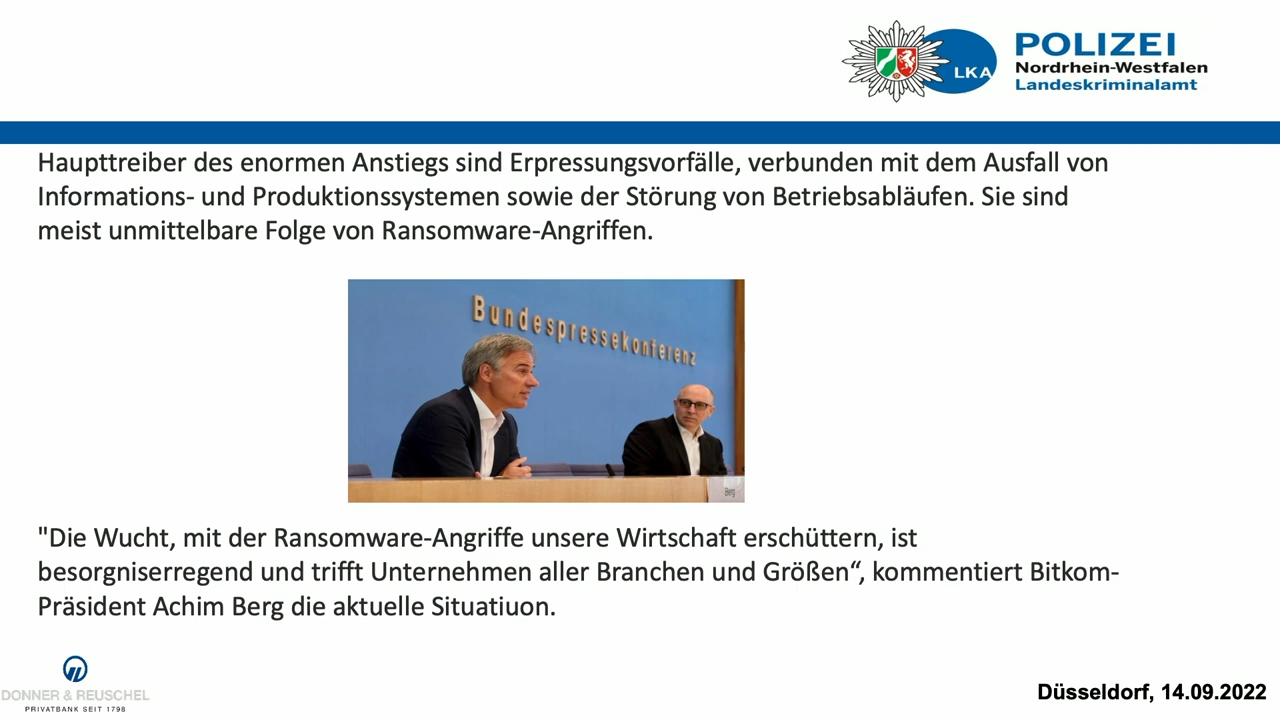 POLIZEI
Nordrhein-Westfalen
LKA
Landeskriminalamt
Haupttreiber des enormen Anstiegs sind Erpressungsvorfälle, verbunden mit dem Ausfall von
Informations- und Produktionssystemen sowie der Störung von Betriebsabläufen. Sie sind
meist unmittelbare Folge von Ransomware-Angriffen.
Bundespressekonferenz
Berg
"Die Wucht, mit der Ransomware-Angriffe unsere Wirtschaft erschüttern, ist
besorgniserregend und trifft Unternehmen aller Branchen und Größen“, kommentiert Bitkom-
Präsident Achim Berg die aktuelle Situatiuon.
DONNER & REUSCHEL
PRIVATBANK SEIT 1798
Düsseldorf, 14.09.2022